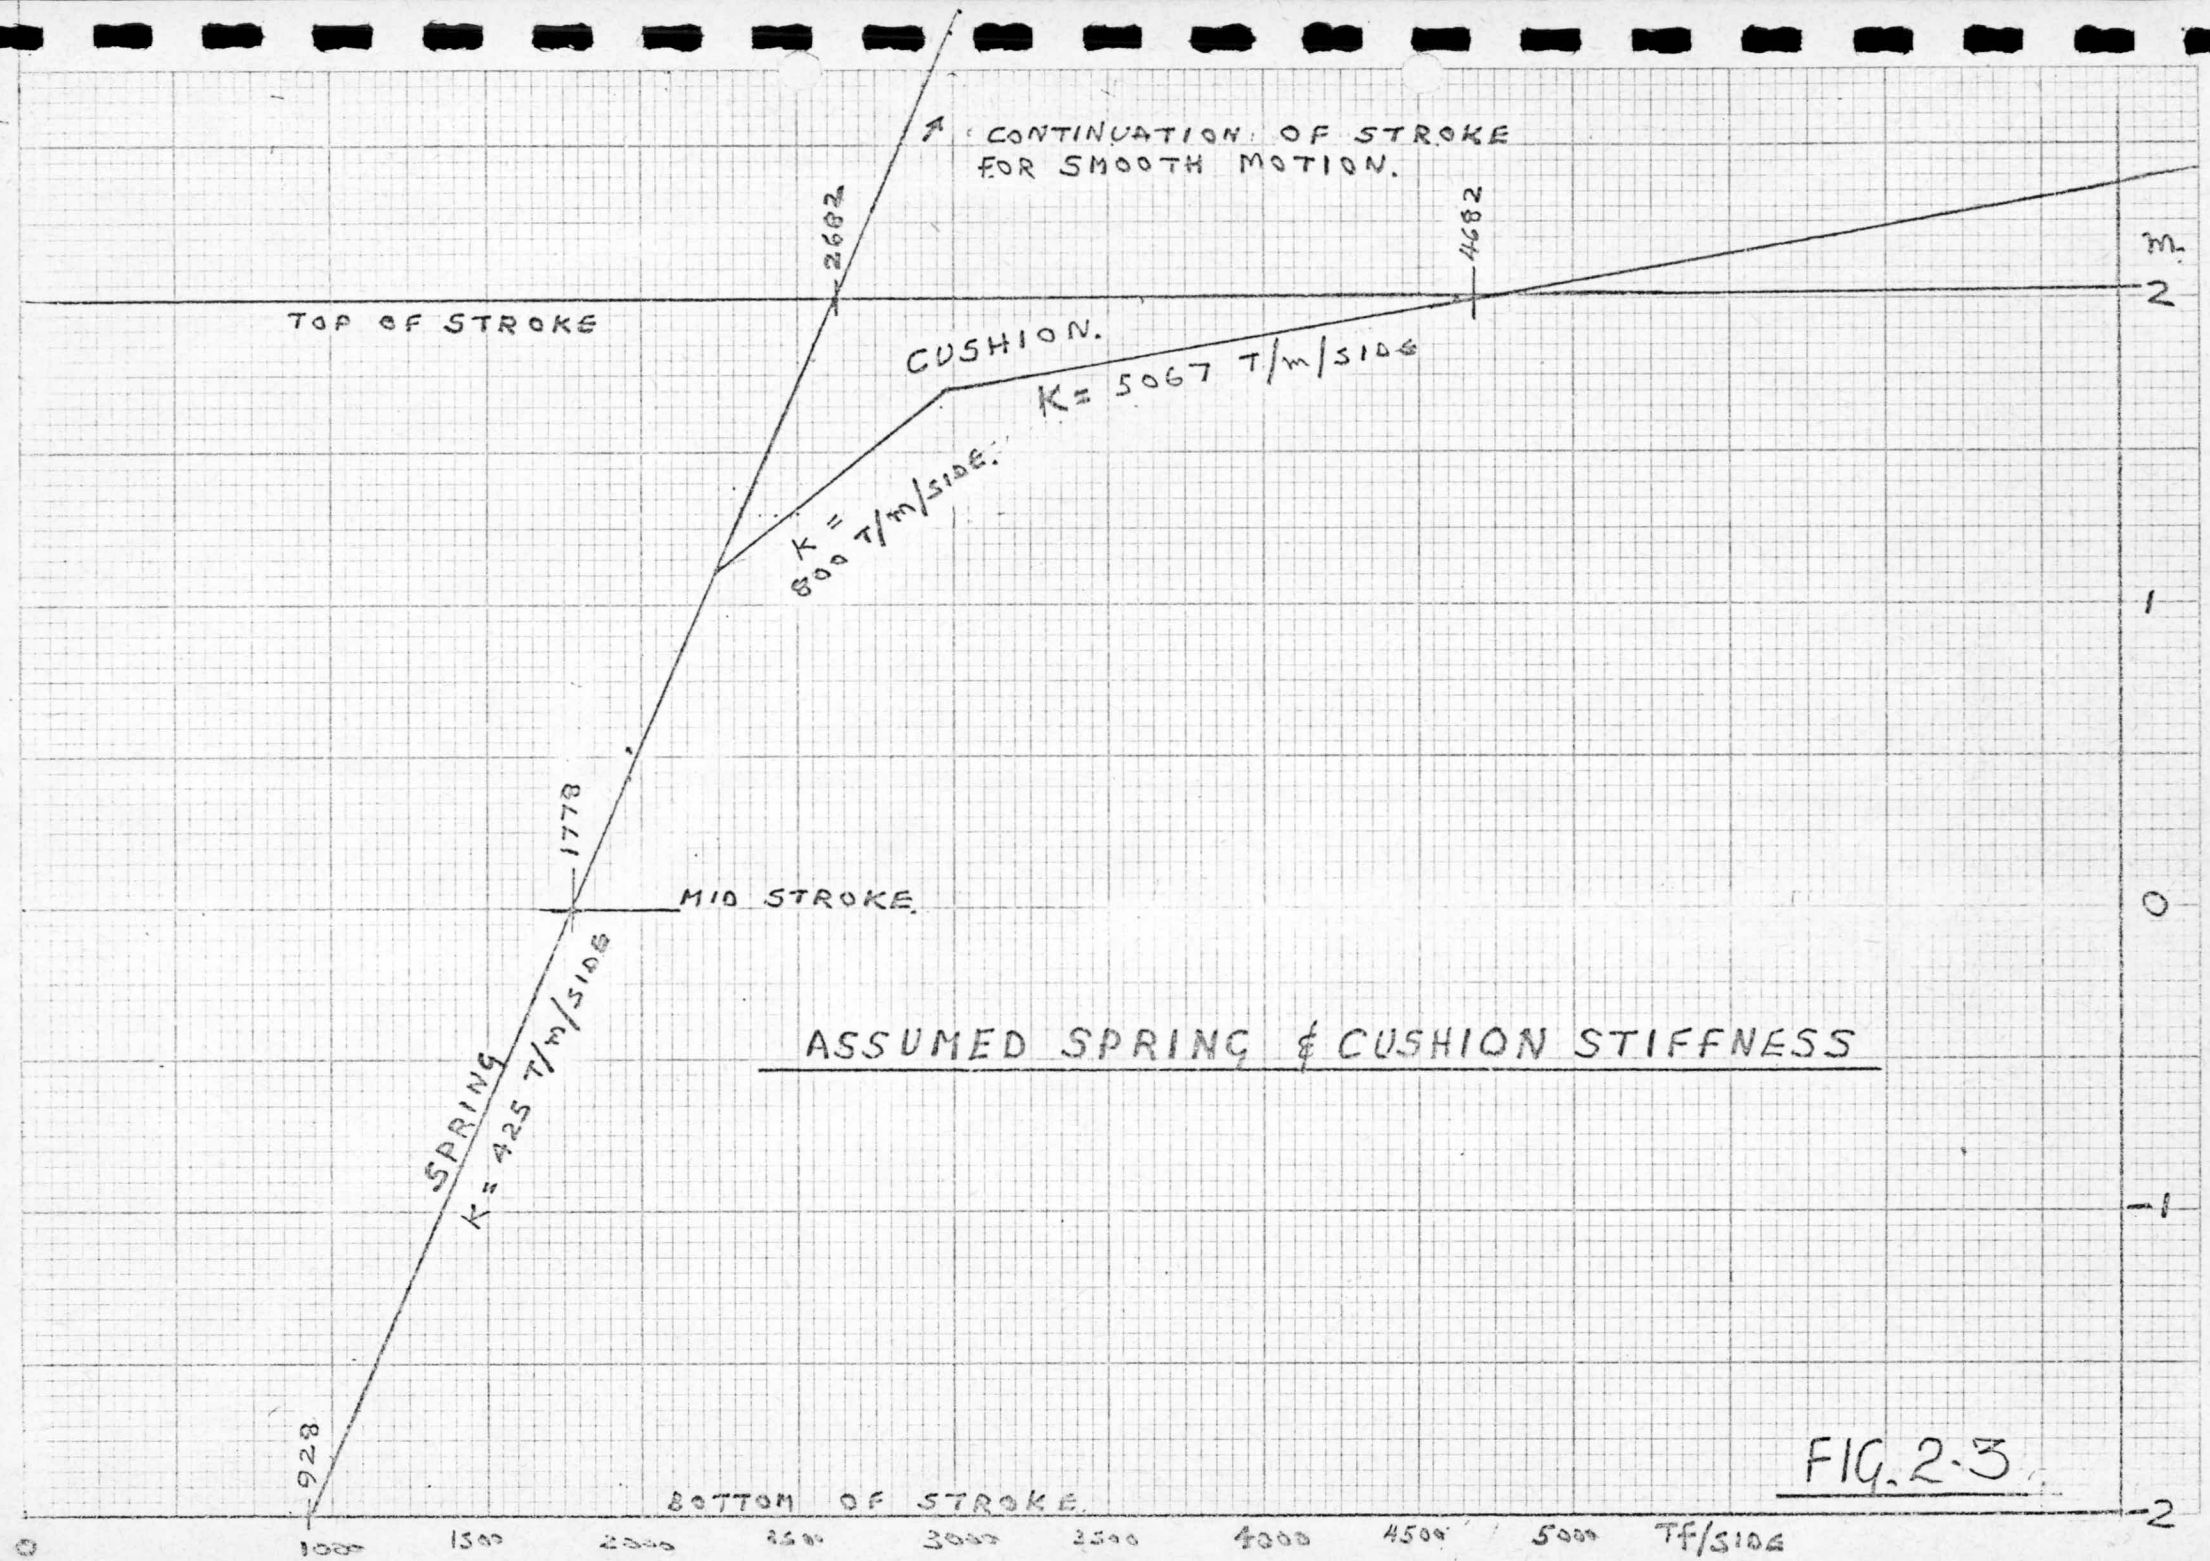 CONTINUATION OF STROKE
FOR SMOOTH MOTION.
2682
4682
m.
2
TOP OF STROKE
CUSHION.
K = 5067 T/m/SIDE
K =
800 T/m/SIDE.
1
1778
MID STROKE.
0
SPRING
K = 425 T/m/SIDE
ASSUMED SPRING & CUSHION STIFFNESS
-1
928
FIG. 2.3
BOTTOM OF STROKE.
-2
0 1000 1500 2000 2500 3000 3500 4000 4500 5000 Tf/SIDE